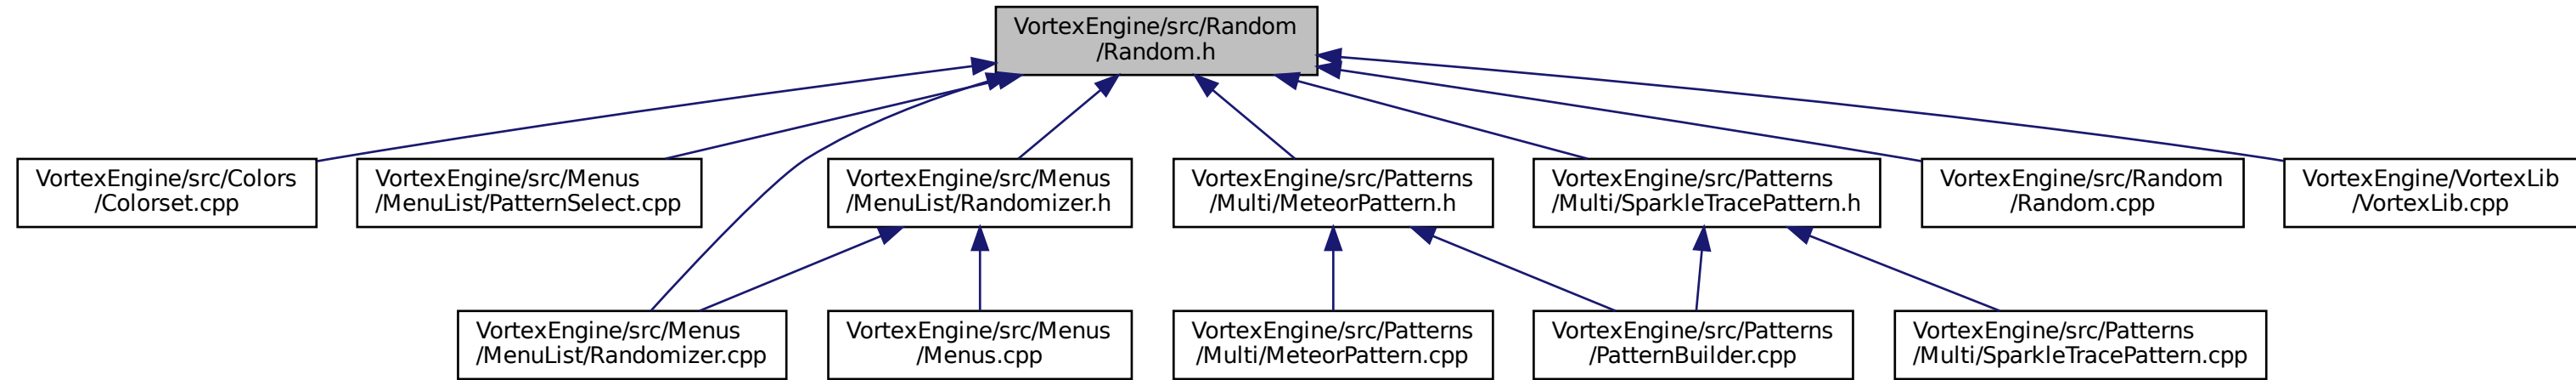 VortexEngine/src/Random
/Random.h
VortexEngine/src/Colors
/Colorset.cpp
VortexEngine/src/Menus
/MenuList/PatternSelect.cpp
VortexEngine/src/Menus
/MenuList/Randomizer.h
VortexEngine/src/Patterns
/Multi/MeteorPattern.h
VortexEngine/src/Patterns
/Multi/SparkleTracePattern.h
VortexEngine/src/Random
/Random.cpp
VortexEngine/VortexLib
/VortexLib.cpp
VortexEngine/src/Menus
/MenuList/Randomizer.cpp
VortexEngine/src/Menus
/Menus.cpp
VortexEngine/src/Patterns
/Multi/MeteorPattern.cpp
VortexEngine/src/Patterns
/PatternBuilder.cpp
VortexEngine/src/Patterns
/Multi/SparkleTracePattern.cpp